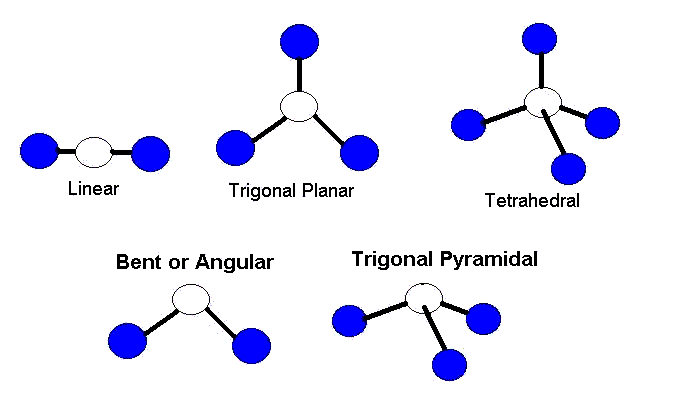 Linear
Trigonal Planar
Tetrahedral
Bent or Angular
Trigonal Pyramidal